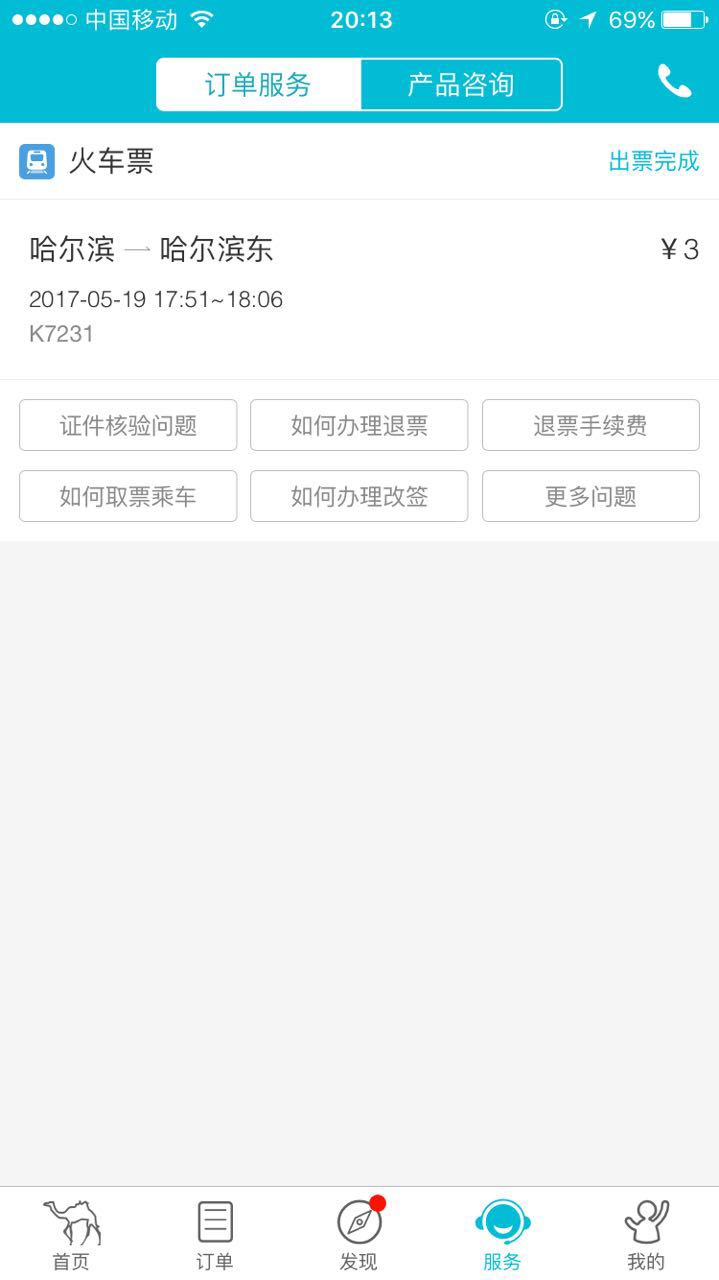 中国移动 20:13 69%
订单服务 产品咨询
火车票 出票完成
哈尔滨 → 哈尔滨东 ¥3
2017-05-19 17:51~18:06
K7231
证件核验问题 如何办理退票 退票手续费
如何取票乘车 如何办理改签 更多问题
首页 订单 发现 服务 我的